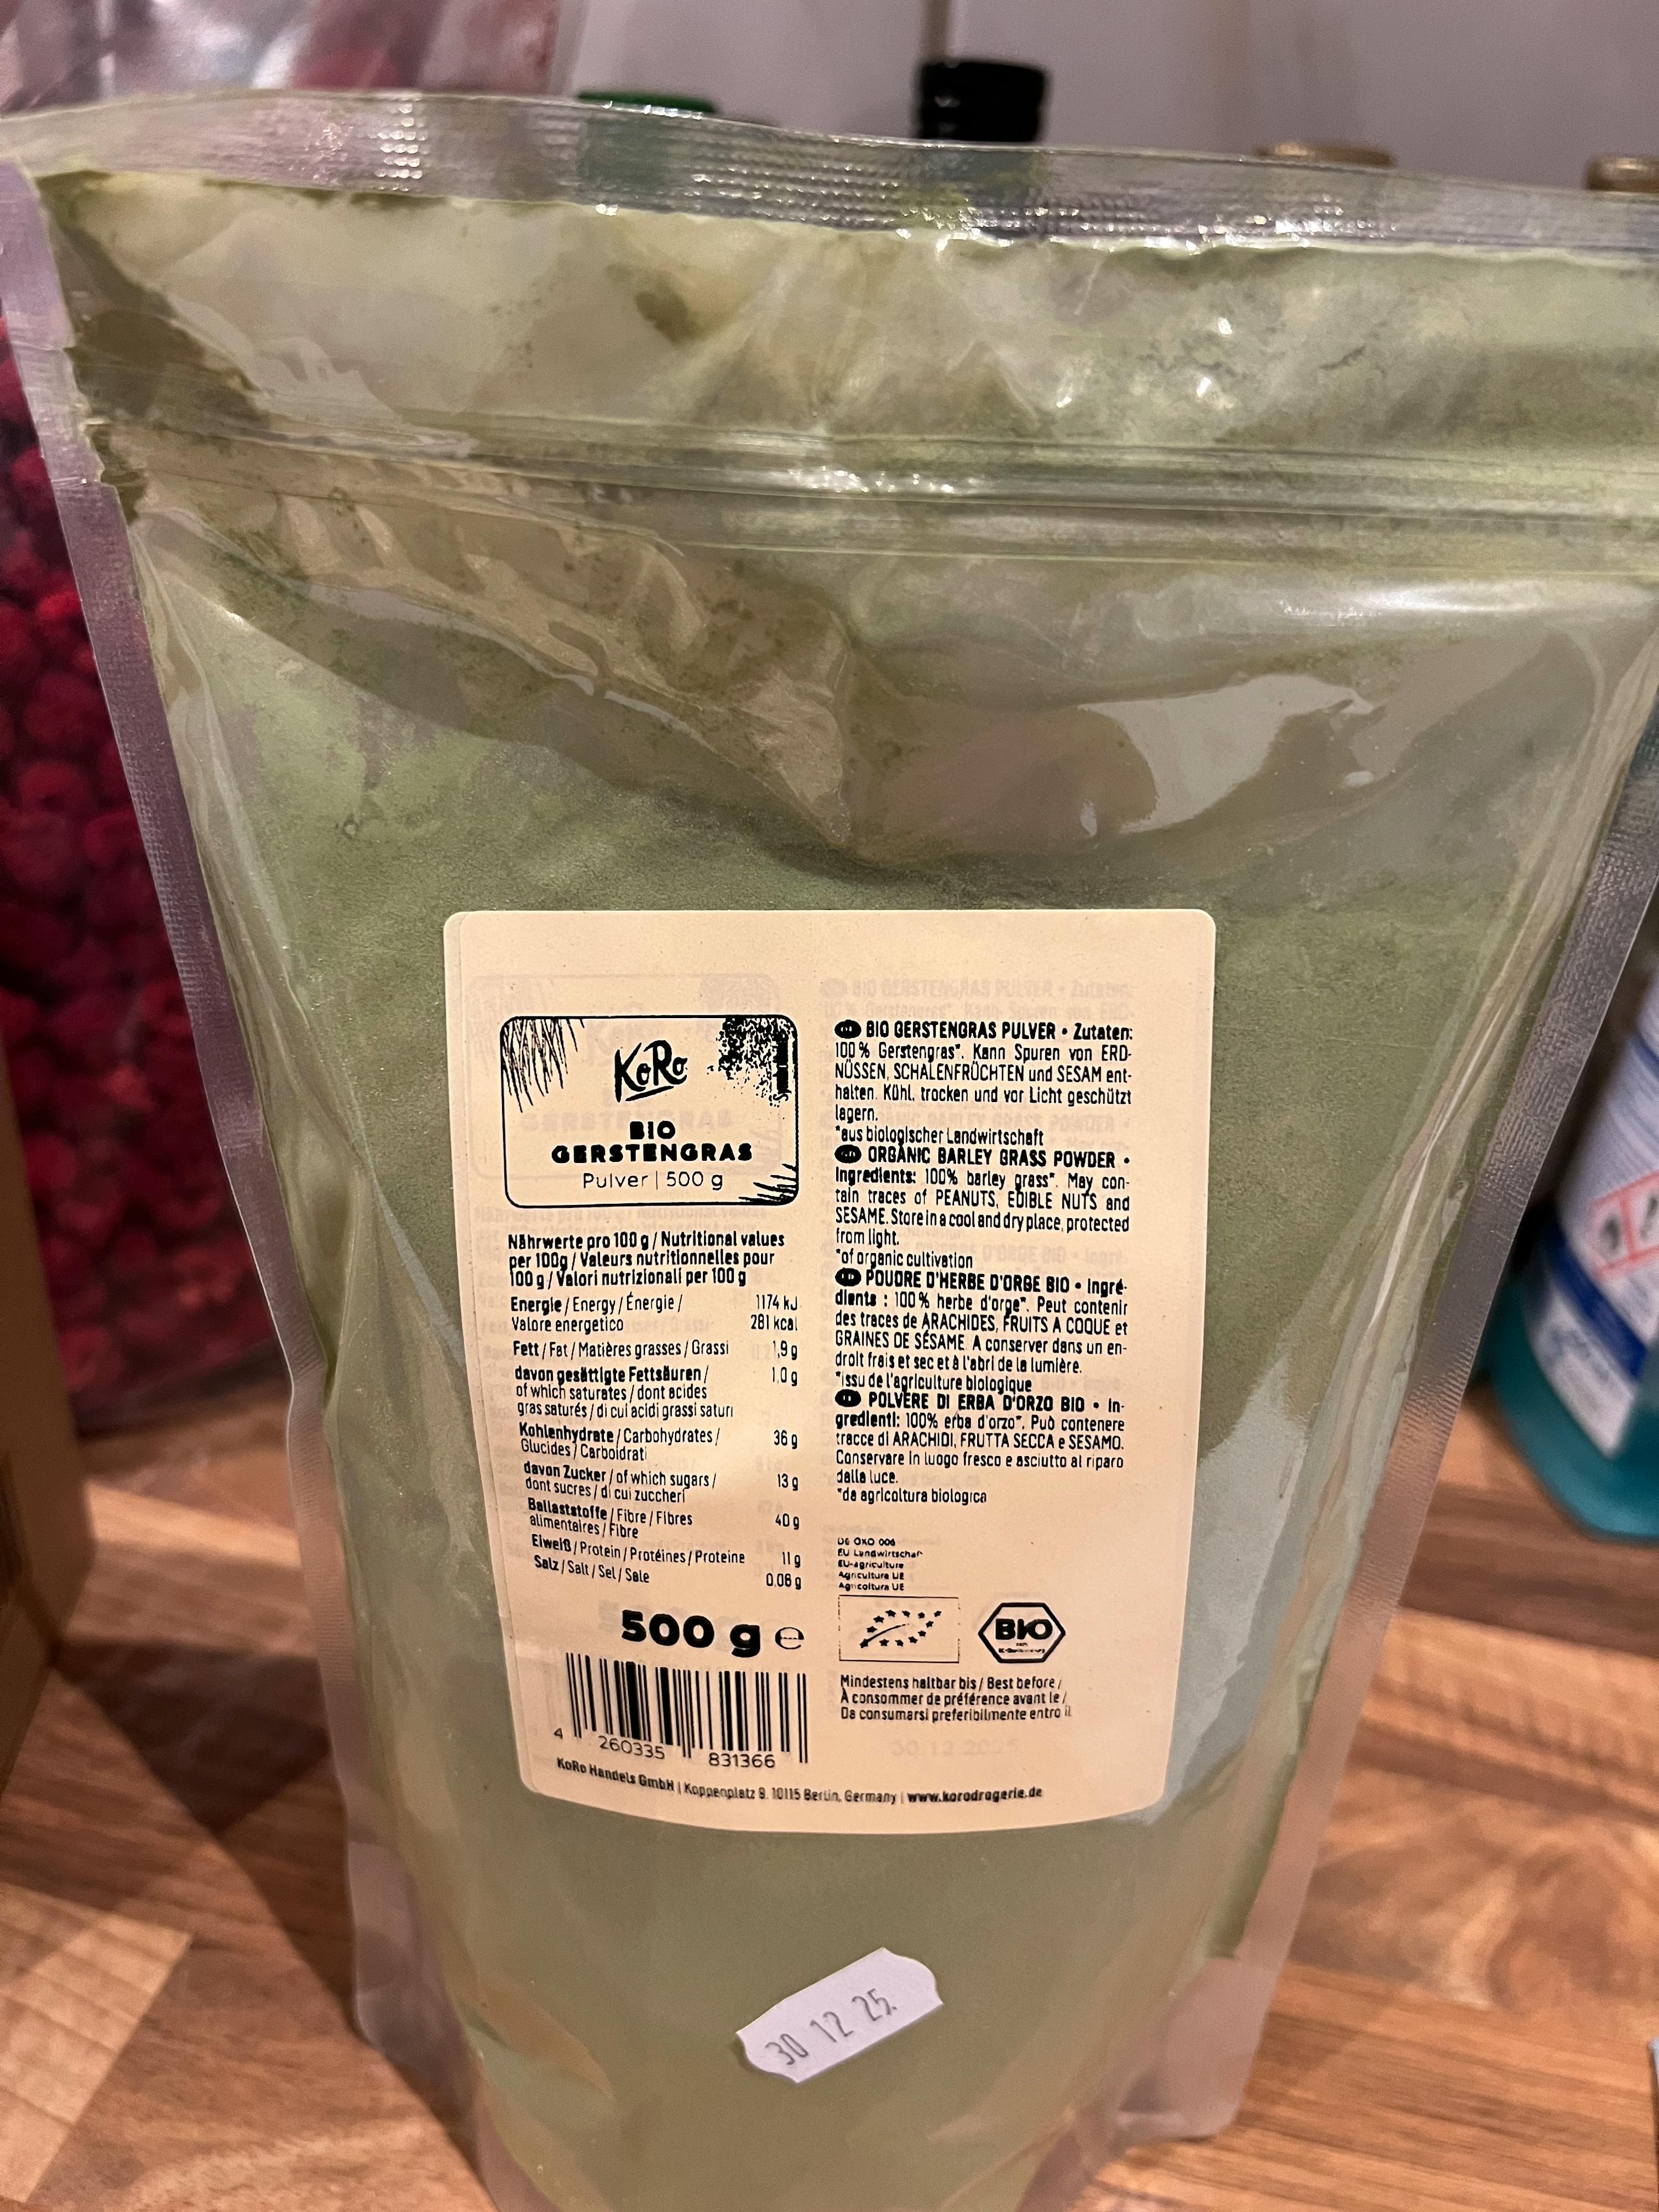 KoRo
BIO
GERSTENGRAS
Pulver | 500 g
Nährwerte pro 100 g / Nutritional values
per 100g / Valeurs nutritionnelles pour
100 g / Valori nutrizionali per 100 g
Energie / Energy / Énergie / 1174 kJ
Valore energetico 281 kcal
Fett / Fat / Matières grasses / Grassi 1,9 g
davon gesättigte Fettsäuren / 1,0 g
of which saturates / dont acides
gras saturés / di cui acidi grassi saturi
Kohlenhydrate / Carbohydrates / 36 g
Glucides / Carboidrati
davon Zucker / of which sugars / 13 g
dont sucres / di cui zuccheri
Ballaststoffe / Fibre / Fibres 40 g
alimentaires / Fibre
Eiweiß / Protein / Protéines / Proteine 11 g
Salz / Salt / Sel / Sale 0,08 g
500 g e
4 260335 831366
BIO GERSTENGRAS PULVER • Zutaten:
100 % Gerstengras*. Kann Spuren von ERD-
NÜSSEN, SCHALENFRÜCHTEN und SESAM ent-
halten. Kühl, trocken und vor Licht geschützt
lagern.
*aus biologischer Landwirtschaft
ORGANIC BARLEY GRASS POWDER •
Ingredients: 100% barley grass*. May con-
tain traces of PEANUTS, EDIBLE NUTS and
SESAME. Store in a cool and dry place, protected
from light.
*of organic cultivation
POUDRE D'HERBE D'ORGE BIO • Ingré-
dients : 100 % herbe d'orge*. Peut contenir
des traces de ARACHIDES, FRUITS A COQUE et
GRAINES DE SÉSAME. A conserver dans un en-
droit frais et sec et à l'abri de la lumière.
*issu de l'agriculture biologique
POLVERE DI ERBA D'ORZO BIO • In-
gredienti: 100% erba d'orzo*. Può contenere
tracce di ARACHIDI, FRUTTA SECCA e SESAMO.
Conservare in luogo fresco e asciutto al riparo
dalla luce.
*da agricoltura biologica
DE ÖKO 006
EU Landwirtschaf
EU-agriculture
Agriculture UE
Agricoltura UE
BIO
Mindestens haltbar bis / Best before /
À consommer de préférence avant le /
Da consumarsi preferibilmente entro il
30.12.2025
KoRo Handels GmbH | Koppenplatz 9, 10115 Berlin, Germany | www.korodrogerie.de
30 12 25.